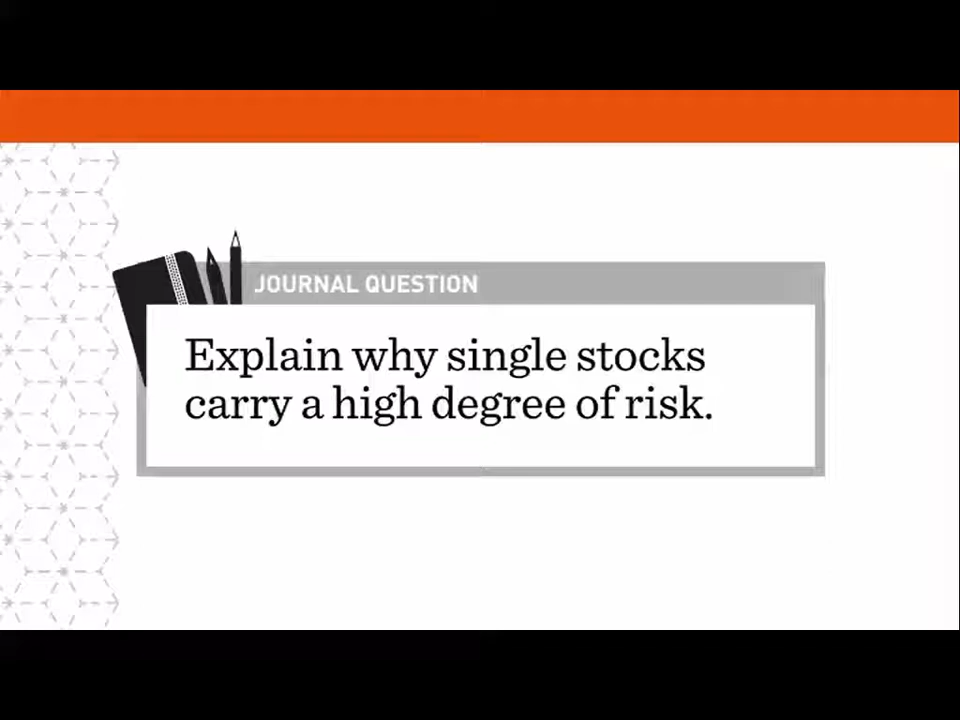 JOURNAL QUESTION
Explain why single stocks
carry a high degree of risk.